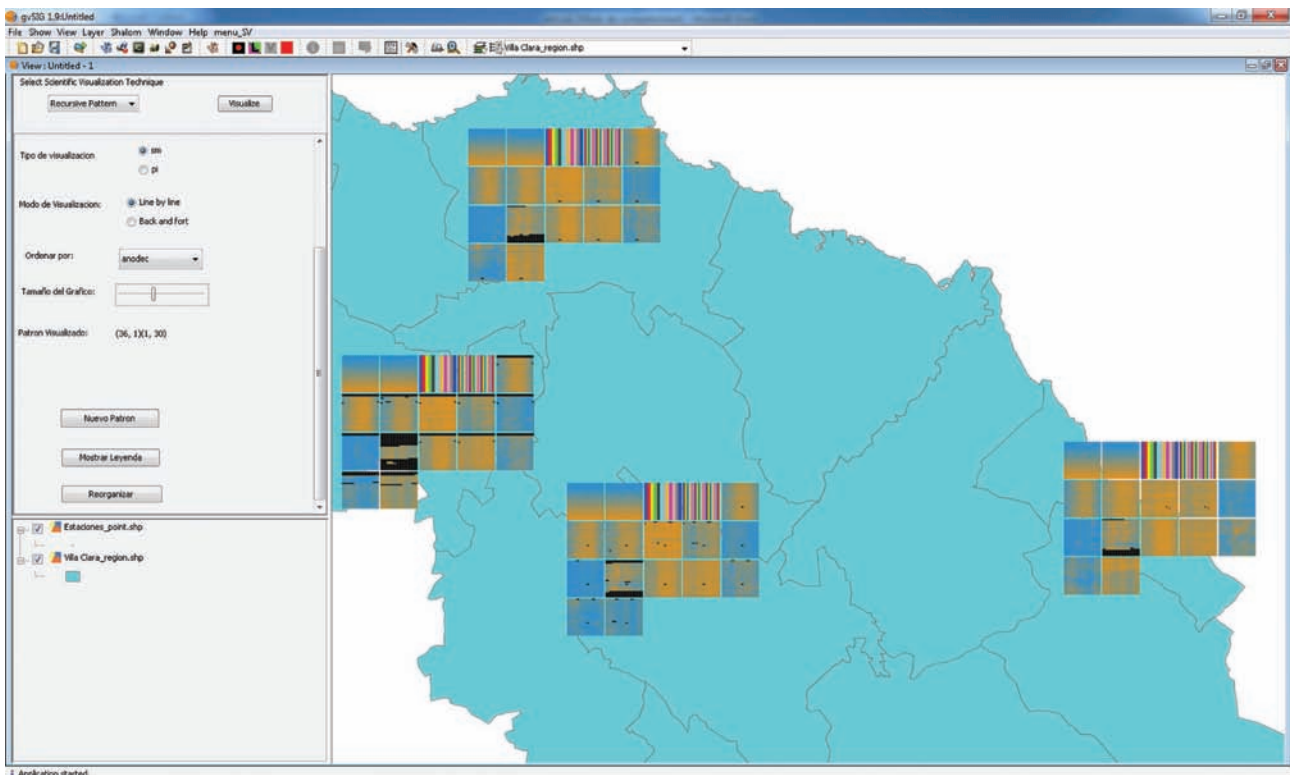 gvSIG 1.9:Untitled
File Show View Layer Shalom Window Help menu_SV
Villa Clara_region.shp
View : Untitled - 1
Select Scientific Visualization Technique
Recursive Pattern
Visualize
Tipo de visualizacion
sm
pi
Modo de Visualizacion:
Line by line
Back and fort
Ordenar por:
anodec
Tamaño del Grafico:
Patron Visualizado:
(36, 1)(1, 30)
Nuevo Patron
Mostrar Leyenda
Reorganizar
Estaciones_point.shp
Villa Clara_region.shp
Application started